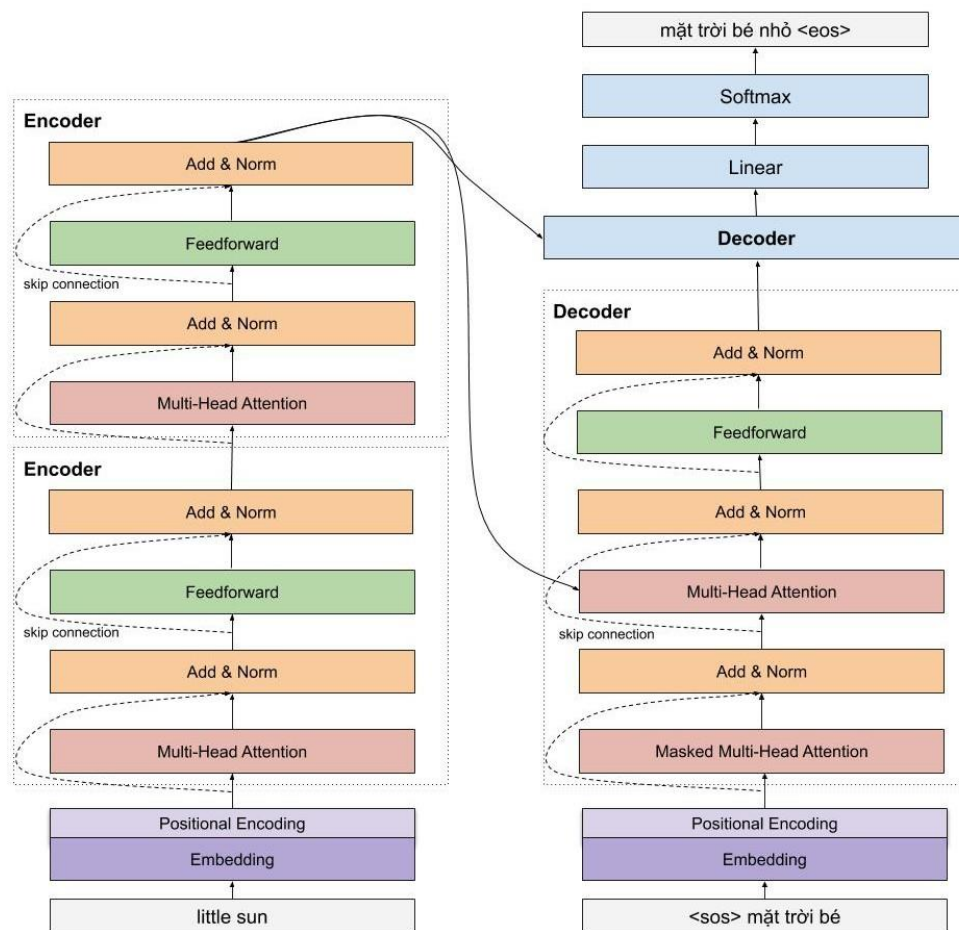 Encoder
Add & Norm
Feedforward
skip connection
Add & Norm
Multi-Head Attention
Encoder
Add & Norm
Feedforward
skip connection
Add & Norm
Multi-Head Attention
Positional Encoding
Embedding
little sun
mặt trời bé nhỏ <eos>
Softmax
Linear
Decoder
Decoder
Add & Norm
Feedforward
Add & Norm
Multi-Head Attention
skip connection
Add & Norm
Masked Multi-Head Attention
Positional Encoding
Embedding
<sos> mặt trời bé